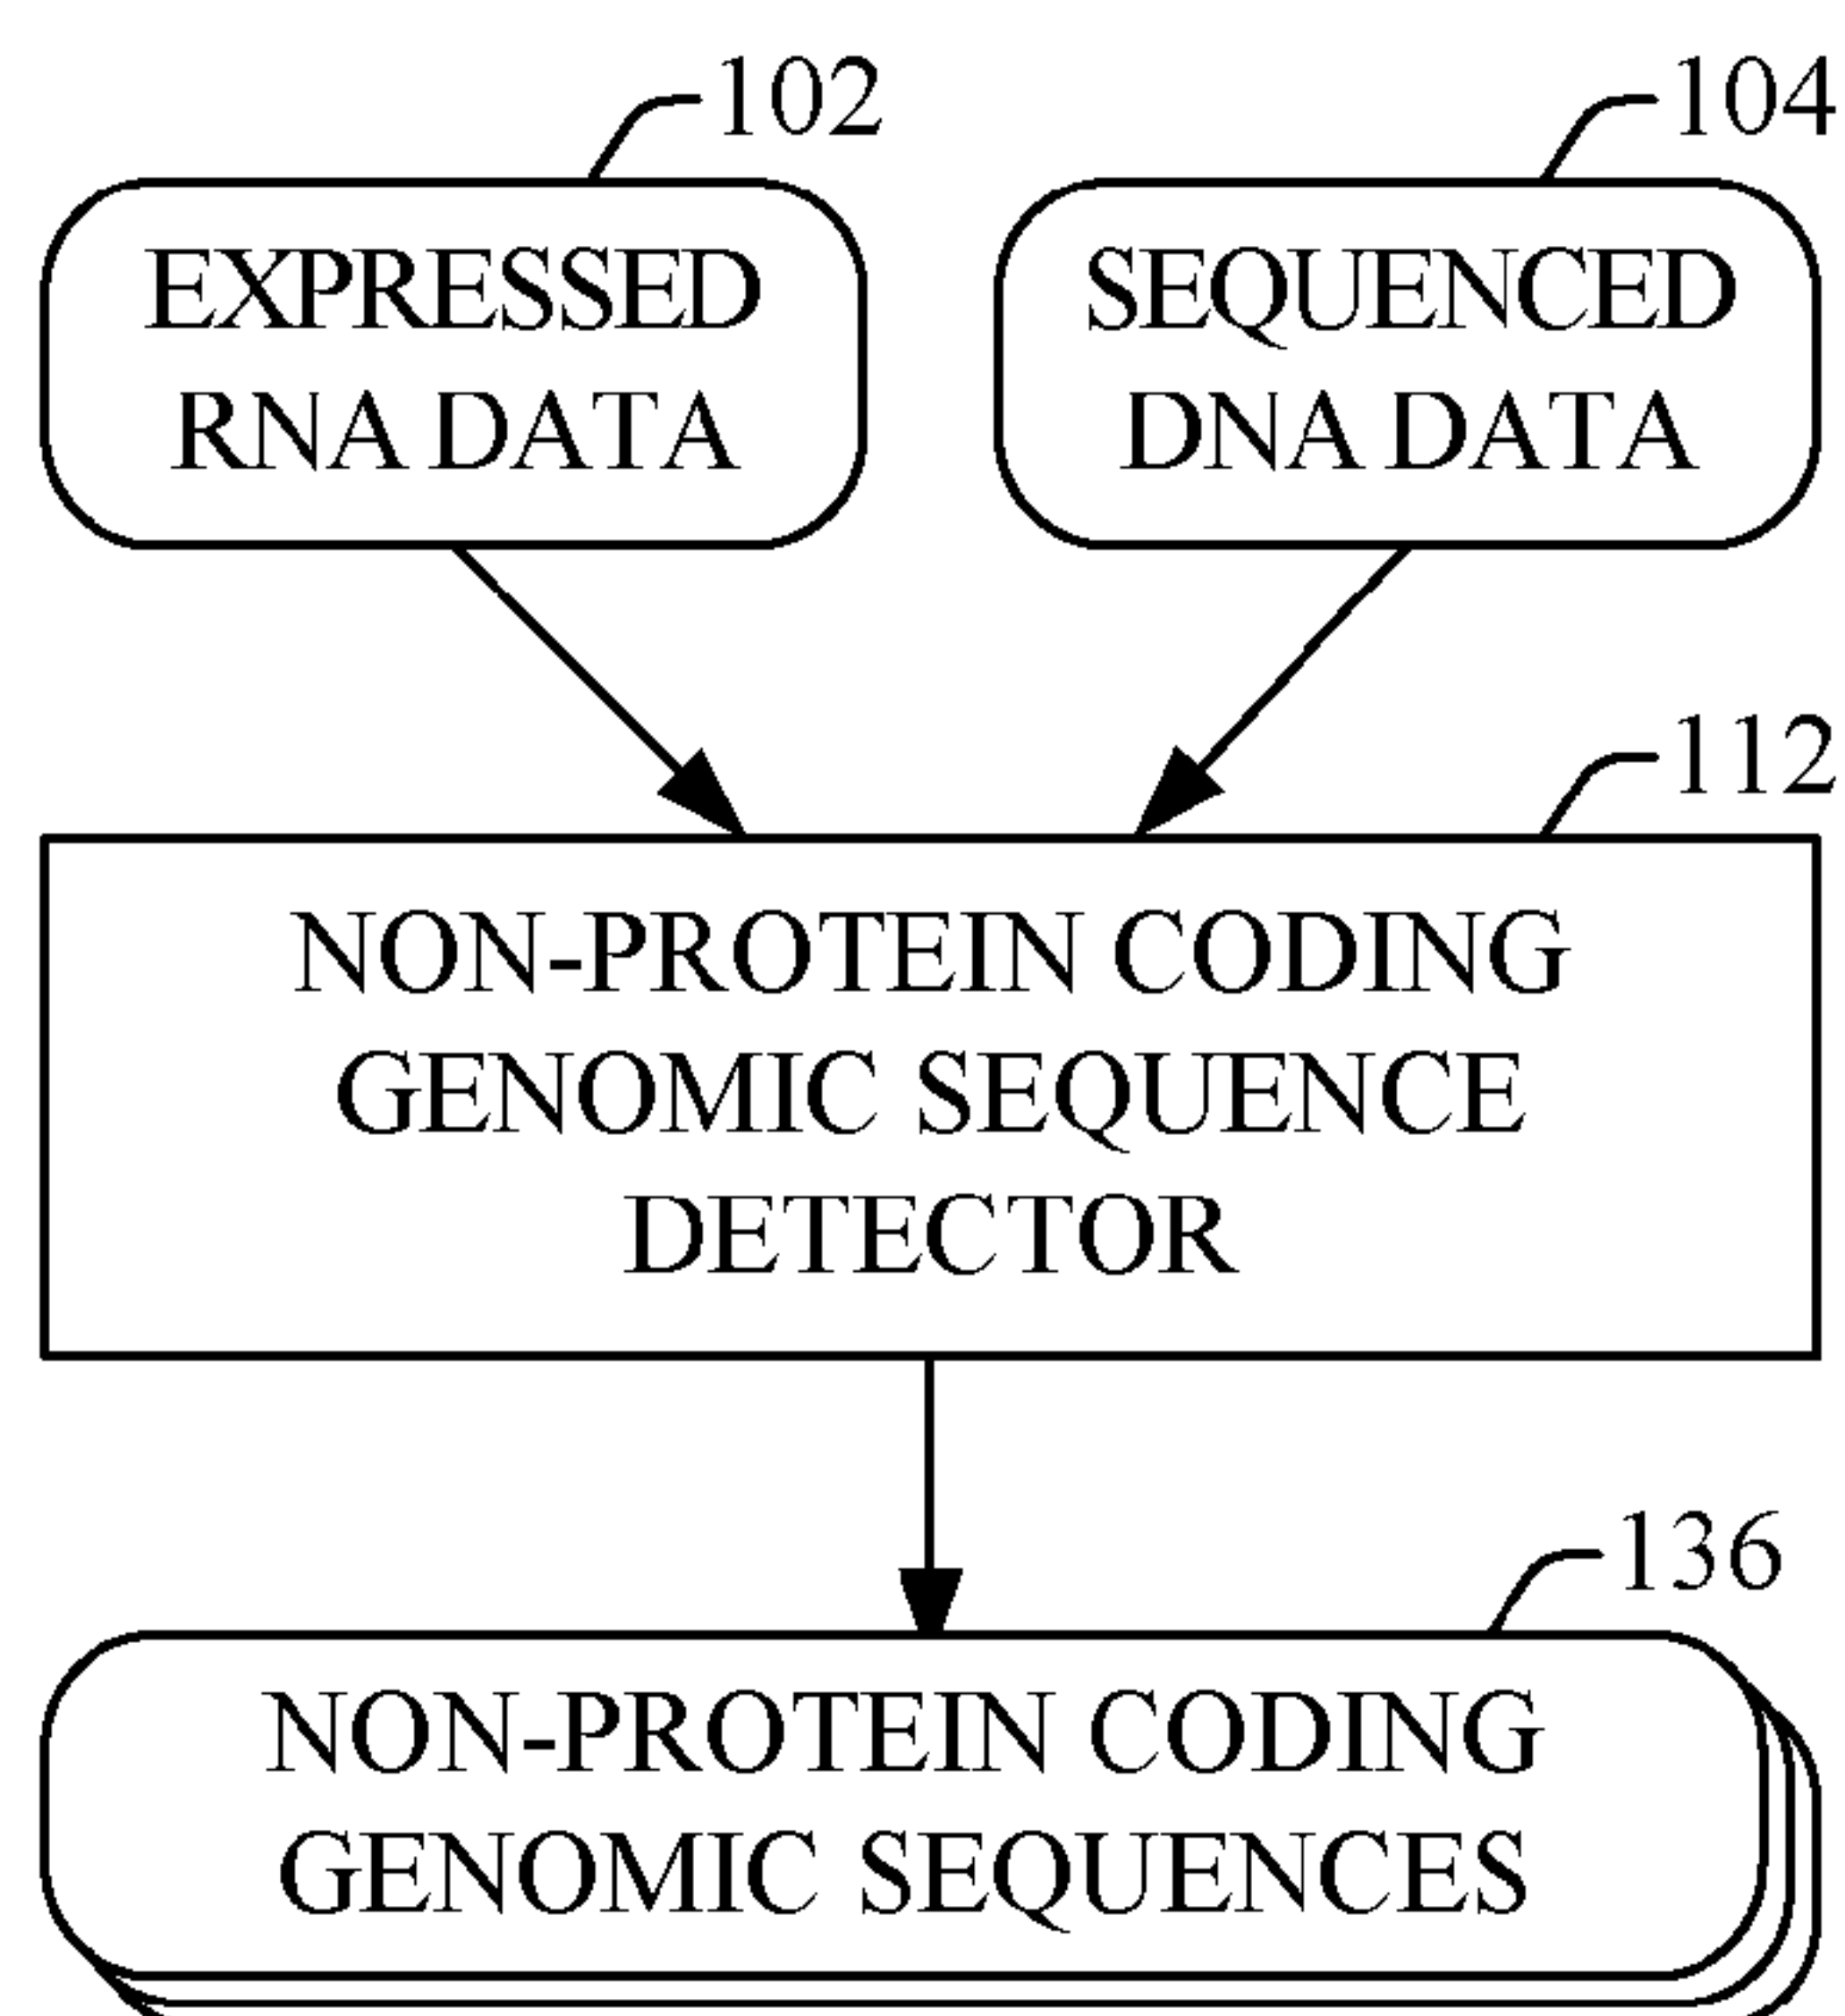 102
104
EXPRESSED
RNA DATA
SEQUENCED
DNA DATA
112
NON-PROTEIN CODING
GENOMIC SEQUENCE
DETECTOR
136
NON-PROTEIN CODING
GENOMIC SEQUENCES